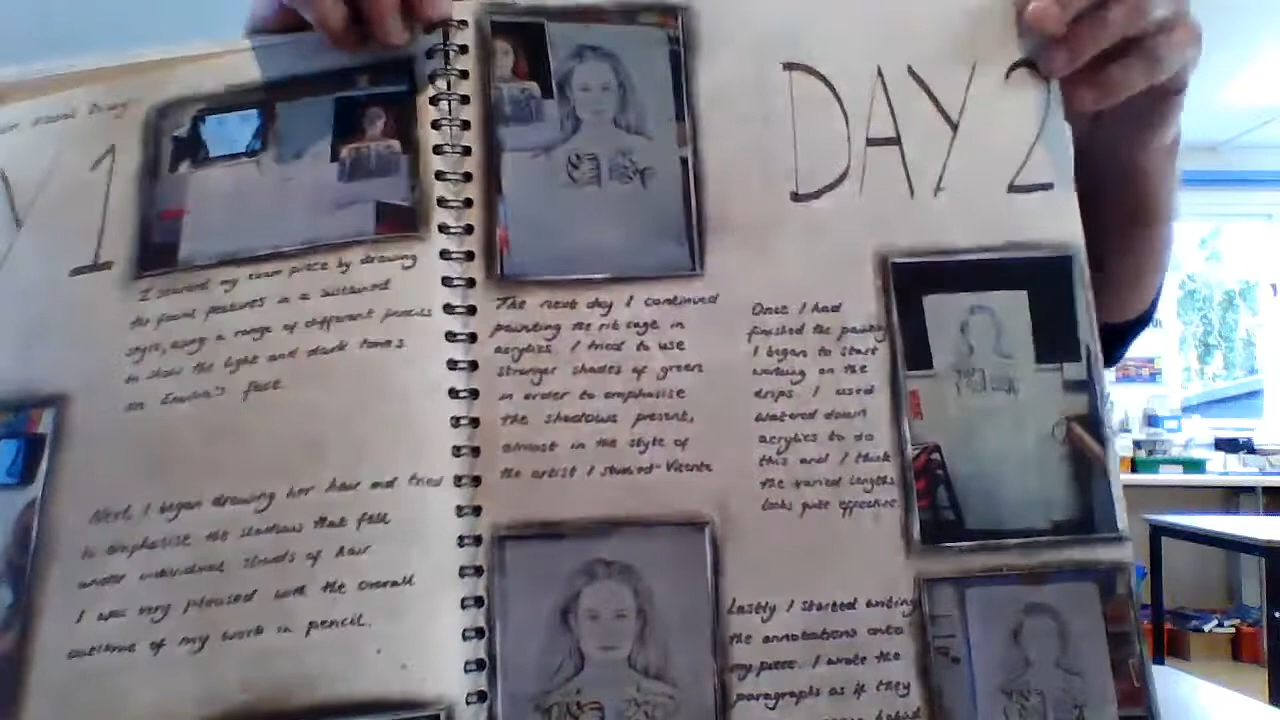 Visual Diary
Y 1
I started my exam piece by drawing
the facial features in a sustained
style, using a range of different pencils
to show the light and dark tones
in face.
Next, I began drawing her hair and tried
to emphasise the shadows that fall
under individual strands of hair
I was very pleased with the overall
outcome of my work in pencil.
DAY 2
The next day I continued
painting the rib cage in
acrylics. I tried to use
stronger shades of green
in order to emphasise
the shadows present,
almost in the style of
the artist I studied Vicente
Once I had
finished the painting
I began to start
working on the
drips. I used
watered down
acrylics to do
this and I think
the varied lengths
looks quite effective.
Lastly I started writing
the annotations onto
my piece. I wrote the
paragraphs as if they